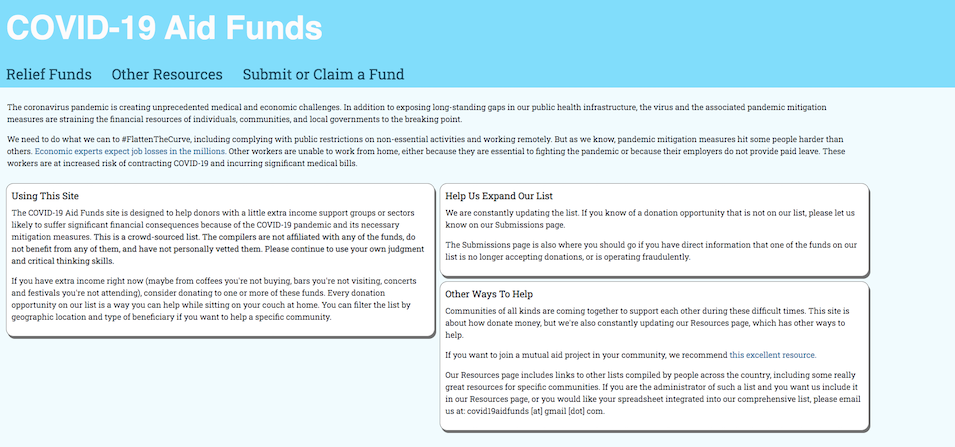 COVID-19 Aid Funds
Relief Funds Other Resources Submit or Claim a Fund
The coronavirus pandemic is creating unprecedented medical and economic challenges. In addition to exposing long-standing gaps in our public health infrastructure, the virus and the associated pandemic mitigation
measures are straining the financial resources of individuals, communities, and local governments to the breaking point.
We need to do what we can to #FlattenTheCurve, including complying with public restrictions on non-essential activities and working remotely. But as we know, pandemic mitigation measures hit some people harder than
others. Economic experts expect job losses in the millions. Other workers are unable to work from home, either because they are essential to fighting the pandemic or because their employers do not provide paid leave. These
workers are at increased risk of contracting COVID-19 and incurring significant medical bills.
Using This Site
The COVID-19 Aid Funds site is designed to help donors with a little extra income support groups or sectors
likely to suffer significant financial consequences because of the COVID-19 pandemic and its necessary
mitigation measures. This is a crowd-sourced list. The compilers are not affiliated with any of the funds, do
not benefit from any of them, and have not personally vetted them. Please continue to use your own judgment
and critical thinking skills.
If you have extra income right now (maybe from coffees you're not buying, bars you're not visiting, concerts
and festivals you're not attending), consider donating to one or more of these funds. Every donation
opportunity on our list is a way you can help while sitting on your couch at home. You can filter the list by
geographic location and type of beneficiary if you want to help a specific community.
Help Us Expand Our List
We are constantly updating the list. If you know of a donation opportunity that is not on our list, please let us
know on our Submissions page.
The Submissions page is also where you should go if you have direct information that one of the funds on our
list is no longer accepting donations, or is operating fraudulently.
Other Ways To Help
Communities of all kinds are coming together to support each other during these difficult times. This site is
about how donate money, but we're also constantly updating our Resources page, which has other ways to
help.
If you want to join a mutual aid project in your community, we recommend this excellent resource.
Our Resources page includes links to other lists compiled by people across the country, including some really
great resources for specific communities. If you are the administrator of such a list and you want us include it
in our Resources page, or you would like your spreadsheet integrated into our comprehensive list, please email
us at: covid19aidfunds [at] gmail [dot] com.